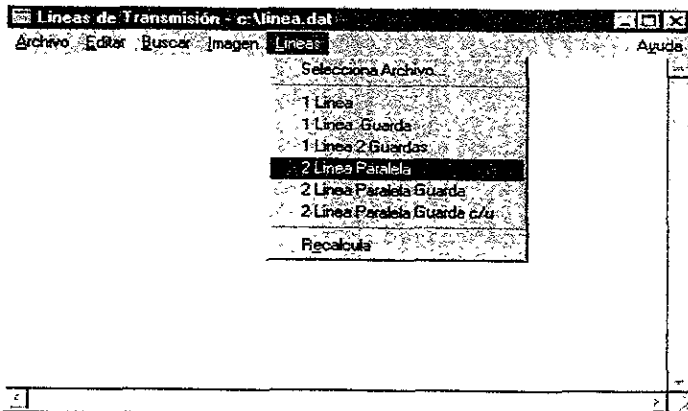 Lineas de Transmisión - c:\linea.dat
Archivo Editar Buscar Imagen Lineas Ayuda
Selecciona Archivo...
1 Linea
1 Linea Guarda
1 Linea 2 Guardas
2 Linea Paralela
2 Linea Paralela Guarda
2 Linea Paralela Guarda c/u
Recalcula